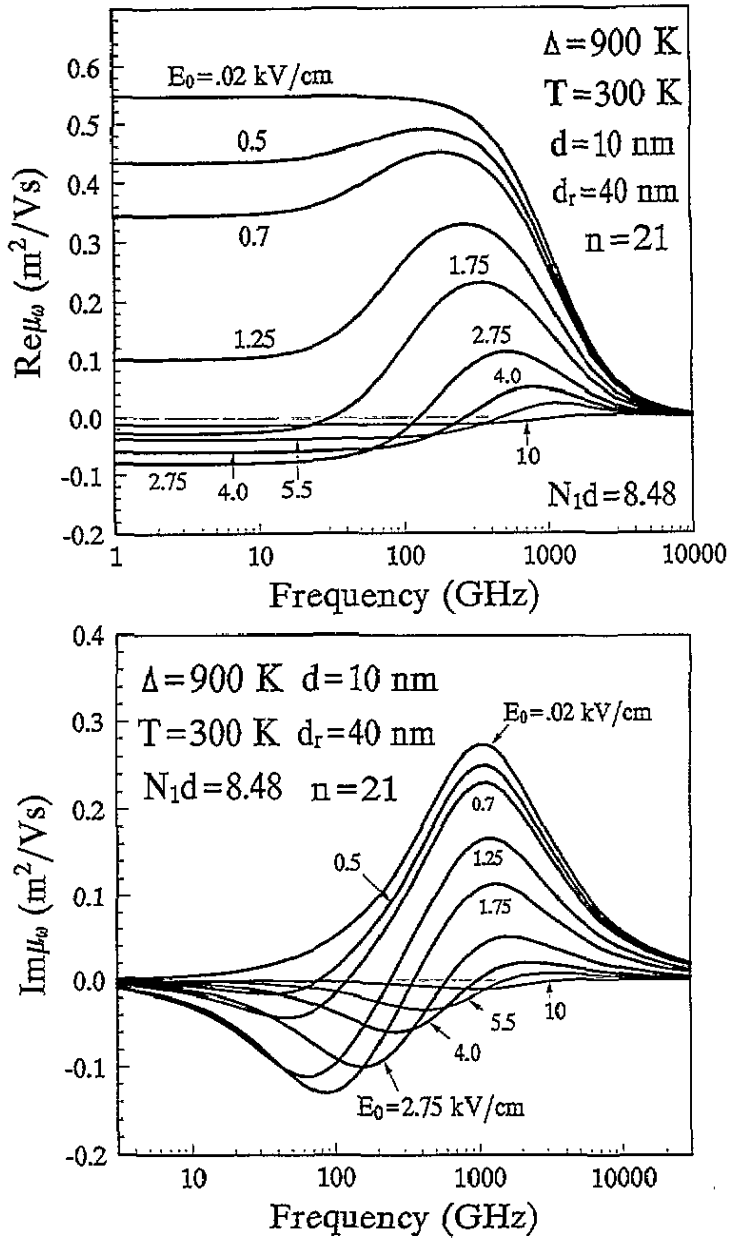 E₀=.02 kV/cm
0.5
0.7
1.25
1.75
2.75
4.0
2.75
4.0
5.5
10
Δ=900 K
T=300 K
d=10 nm
dᵣ=40 nm
n=21
N₁d=8.48
0.6
0.5
0.4
0.3
0.2
0.1
0.0
-0.1
-0.2
Reμ_ω (m²/Vs)
1
10
100
1000
10000
Frequency (GHz)
0.4
0.3
0.2
0.1
0.0
-0.1
-0.2
Imμ_ω (m²/Vs)
Δ=900 K d=10 nm
T=300 K dᵣ=40 nm
N₁d=8.48 n=21
E₀=.02 kV/cm
0.5
0.7
1.25
1.75
5.5
10
4.0
E₀=2.75 kV/cm
10
100
1000
10000
Frequency (GHz)